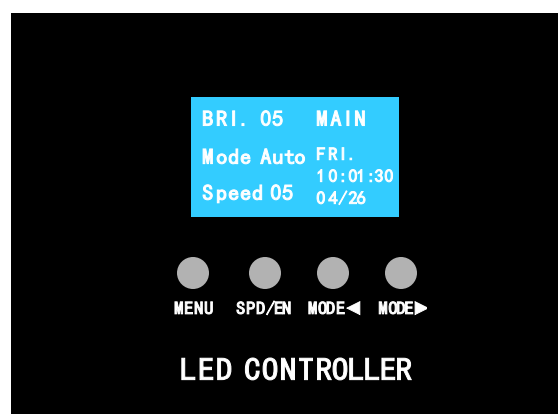 BRI. 05 MAIN
Mode Auto FRI.
10:01:30
Speed 05 04/26
MENU SPD/EN MODE◀ MODE▶
LED CONTROLLER